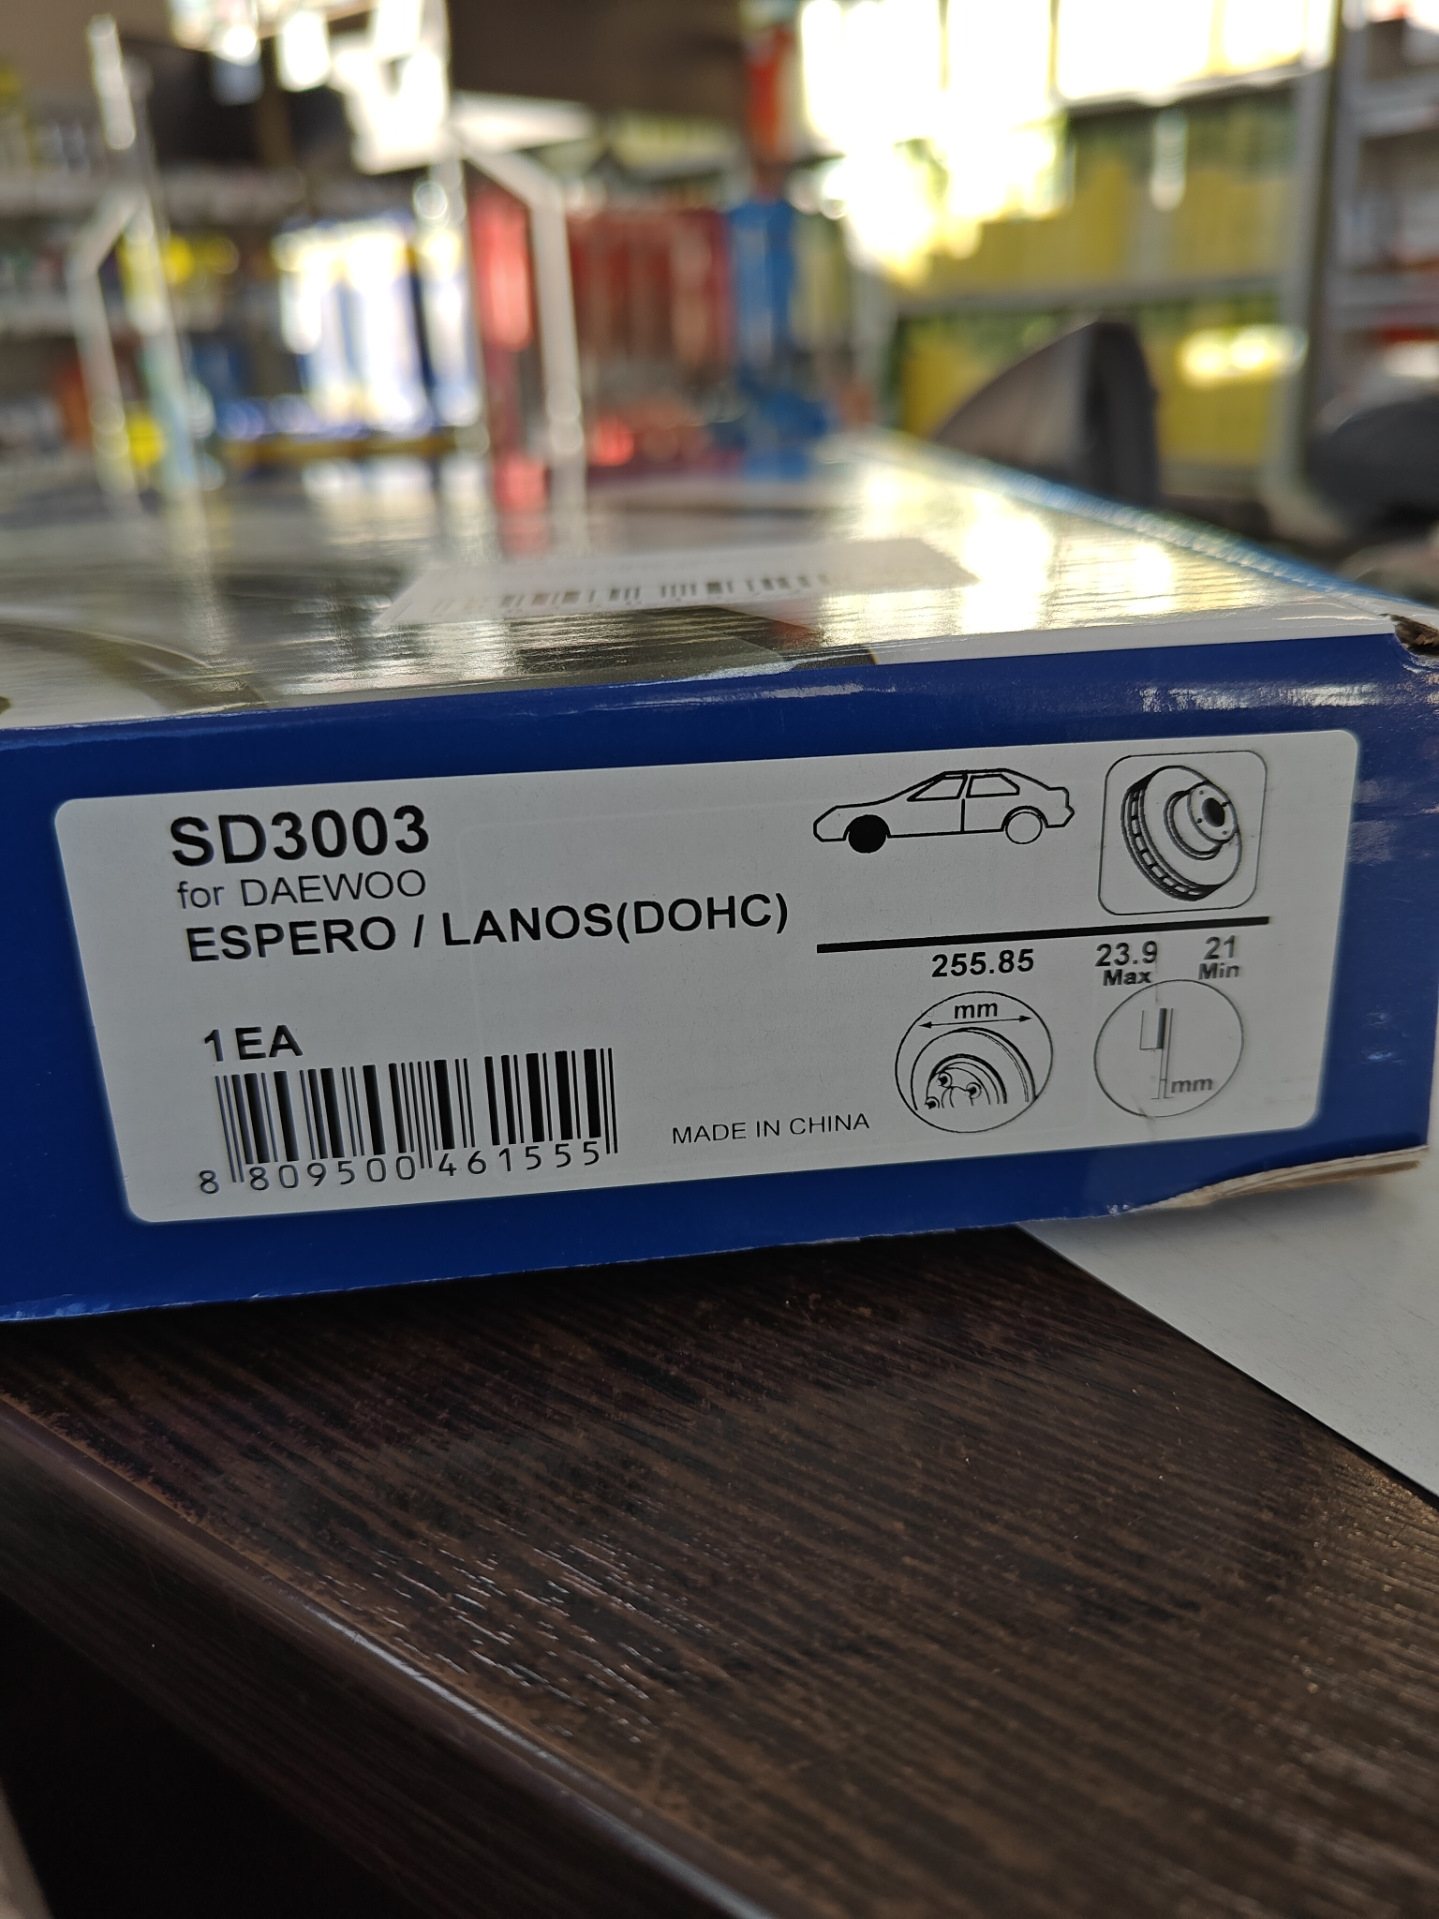 SD3003
for DAEWOO
ESPERO / LANOS(DOHC)
255.85
23.9
Max
21
Min
mm
mm
1EA
8 809500 461555
MADE IN CHINA